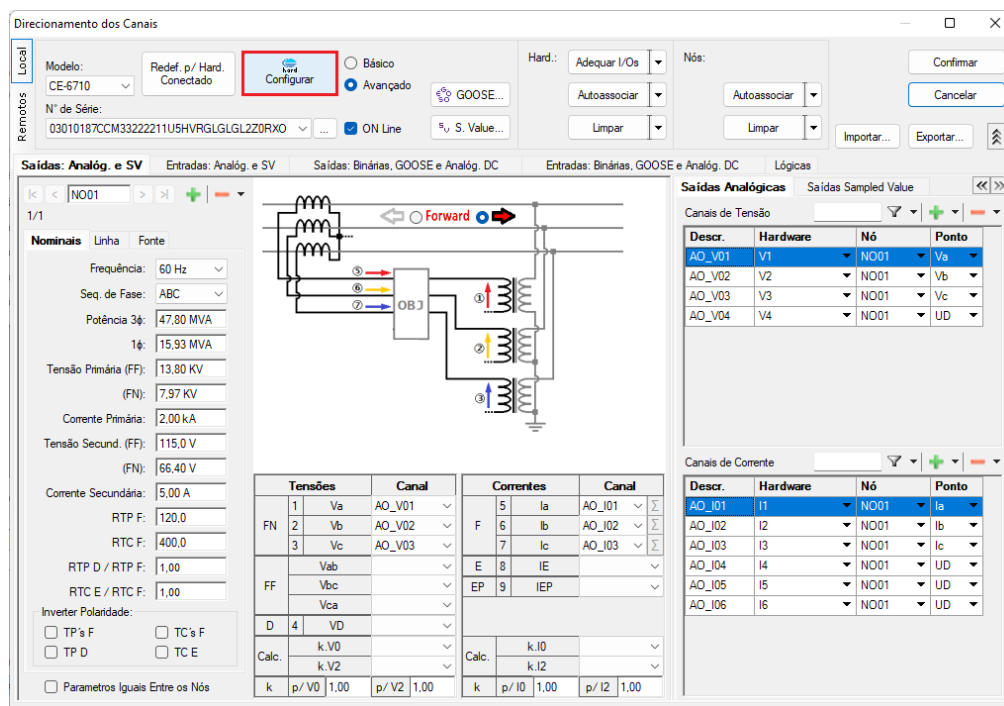 Direcionamento dos Canais
Local
Remotos
Modelo:
CE-6710
Redef. p/ Hard. Conectado
hard
Configurar
Básico
Avançado
N° de Série:
03010187CCM33222211U5HVRGLGLGL2Z0RXO
...
ON Line
GOOSE...
S. Value...
Hard.:
Adequar I/Os
Autoassociar
Limpar
Nós:
Autoassociar
Limpar
Confirmar
Cancelar
Importar...
Exportar...
Saídas: Analóg. e SV
Entradas: Analóg. e SV
Saídas: Binárias, GOOSE e Analóg. DC
Entradas: Binárias, GOOSE e Analóg. DC
Lógicas
NO01
1/1
Nominais Linha Fonte
Frequência: 60 Hz
Seq. de Fase: ABC
Potência 3ϕ: 47,80 MVA
1ϕ: 15,93 MVA
Tensão Primária (FF): 13,80 KV
(FN): 7,97 KV
Corrente Primária: 2,00 kA
Tensão Secund. (FF): 115,0 V
(FN): 66,40 V
Corrente Secundária: 5,00 A
RTP F: 120,0
RTC F: 400,0
RTP D / RTP F: 1,00
RTC E / RTC F: 1,00
Inverter Polaridade:
TP's F TC's F
TP D TC E
Parametros Iguais Entre os Nós
Forward
⑤
⑥
⑦
OBJ
①
②
③
Tensões Canal
FN 1 Va AO_V01
2 Vb AO_V02
3 Vc AO_V03
FF Vab
Vbc
Vca
D 4 VD
Calc. k.V0
k.V2
k p/ V0 1,00 p/ V2 1,00
Correntes Canal
F 5 Ia AO_I01 Σ
6 Ib AO_I02 Σ
7 Ic AO_I03 Σ
E 8 IE
EP 9 IEP
Calc. k.I0
k.I2
k p/ I0 1,00 p/ I2 1,00
Saídas Analógicas Saídas Sampled Value
Canais de Tensão
Descr. Hardware Nó Ponto
AO_V01 V1 NO01 Va
AO_V02 V2 NO01 Vb
AO_V03 V3 NO01 Vc
AO_V04 V4 NO01 UD
Canais de Corrente
Descr. Hardware Nó Ponto
AO_I01 I1 NO01 Ia
AO_I02 I2 NO01 Ib
AO_I03 I3 NO01 Ic
AO_I04 I4 NO01 UD
AO_I05 I5 NO01 UD
AO_I06 I6 NO01 UD